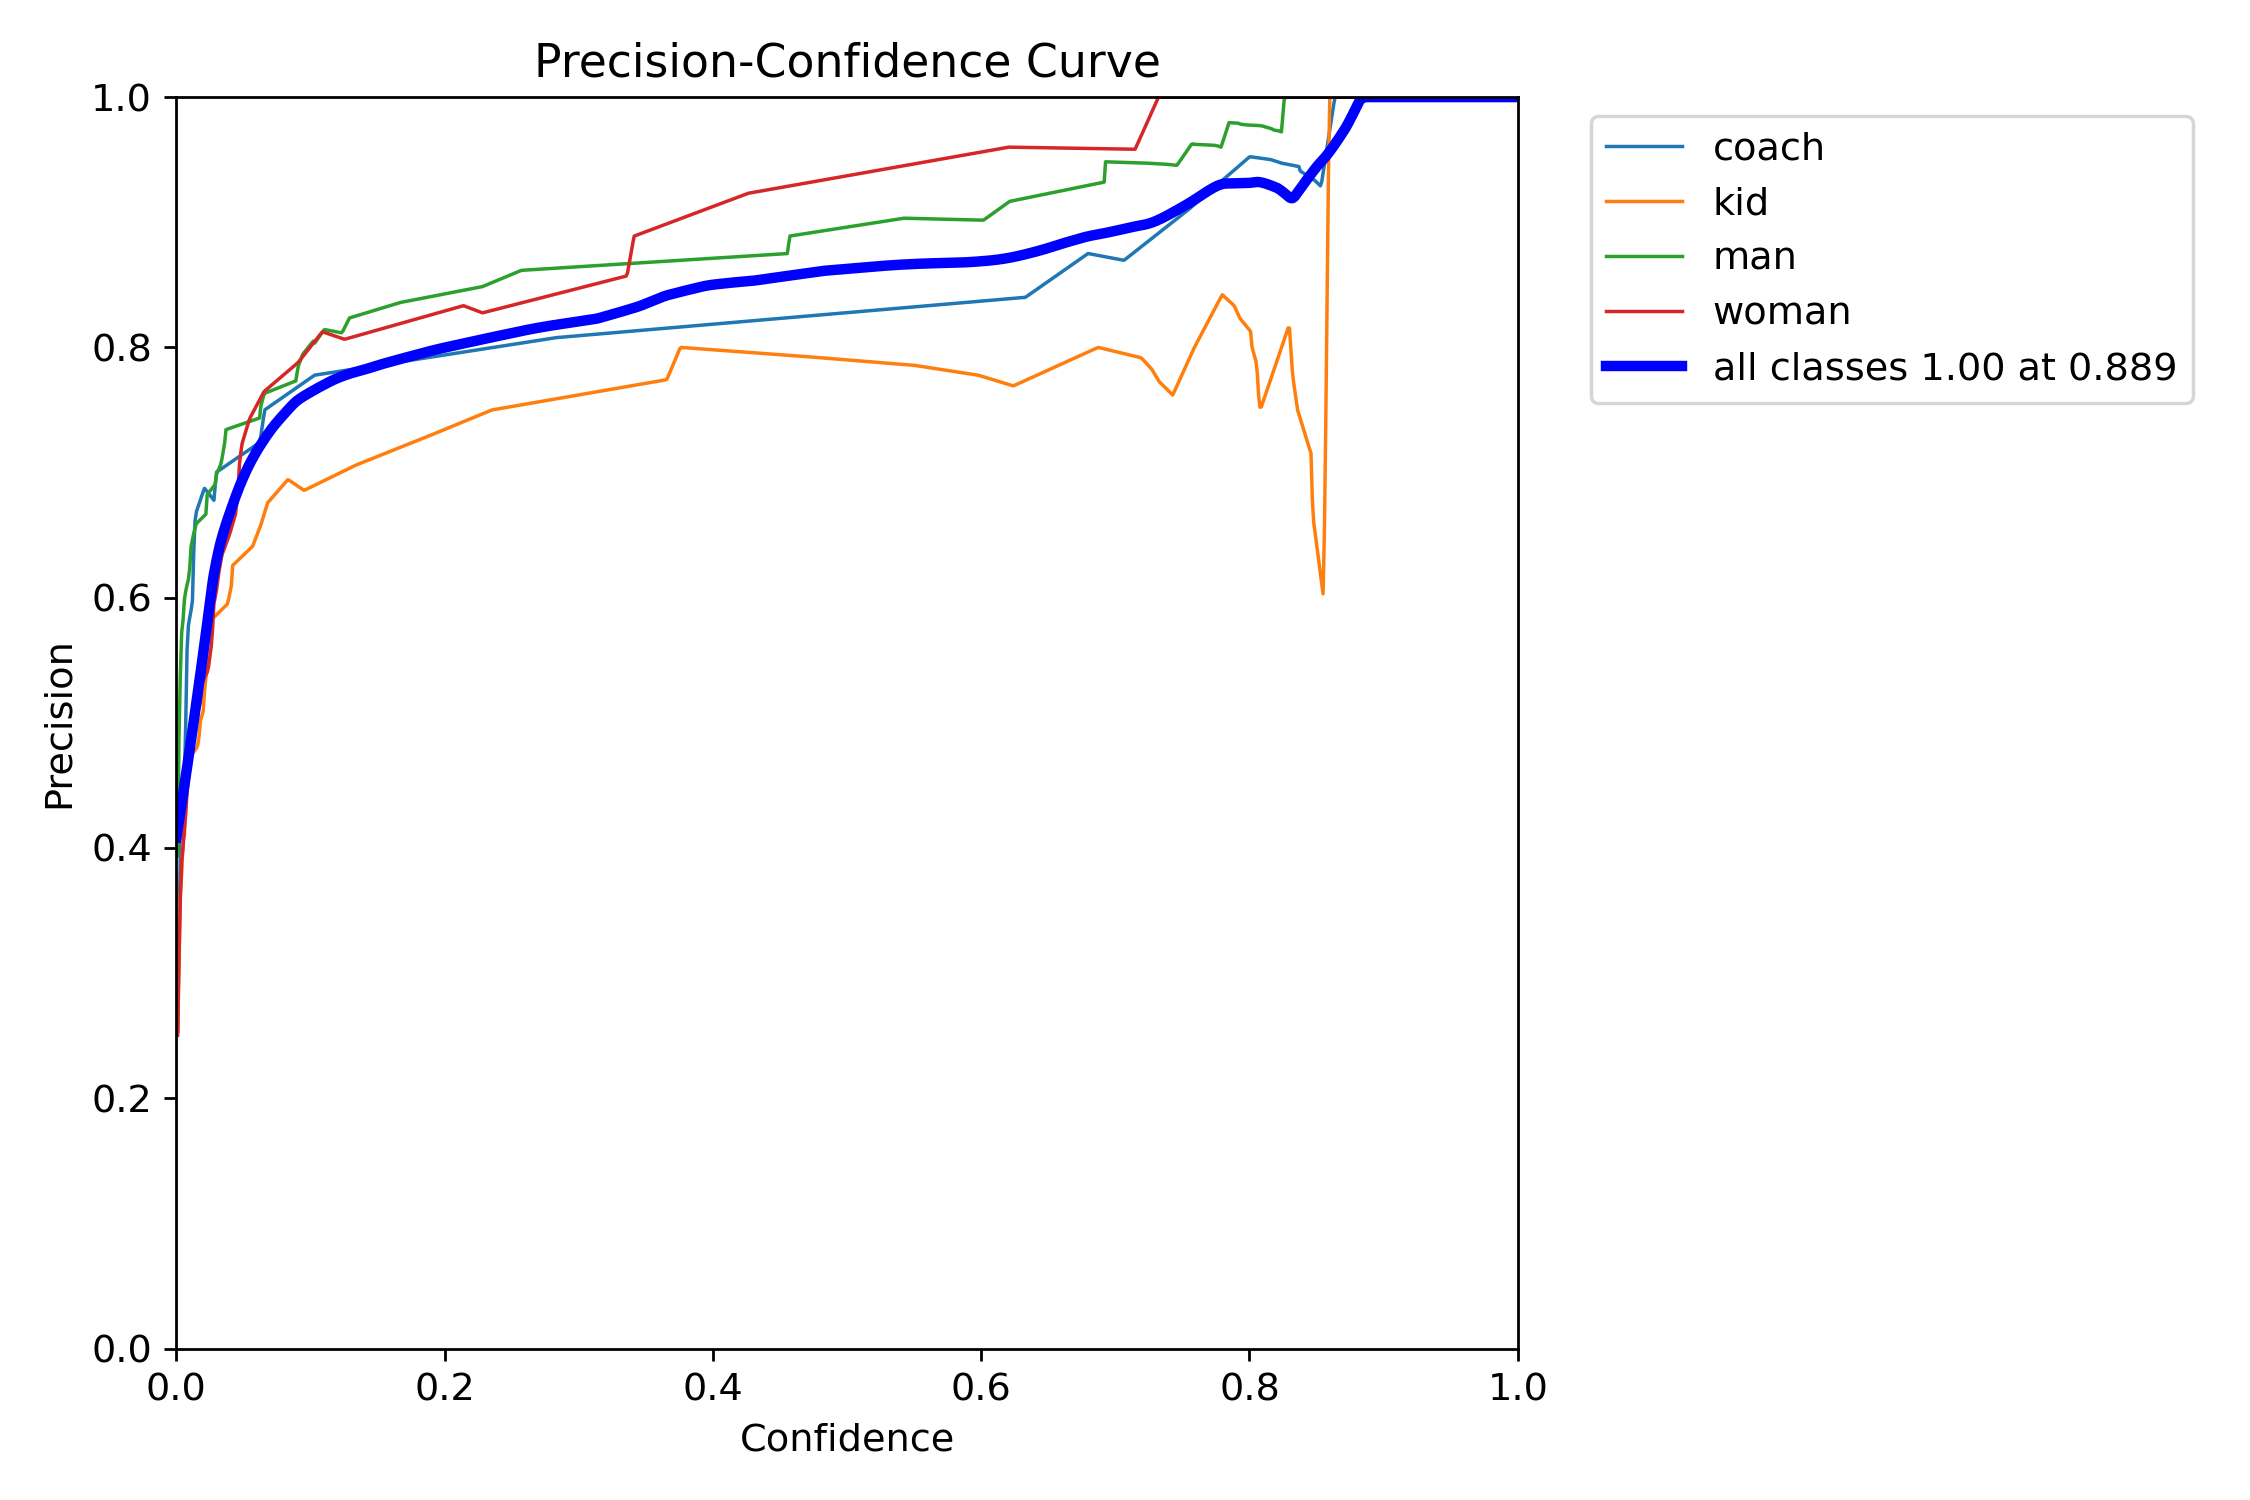 Precision-Confidence Curve
1.0
0.8
0.6
0.4
0.2
0.0
Precision
0.0 0.2 0.4 0.6 0.8 1.0
Confidence
coach
kid
man
woman
all classes 1.00 at 0.889